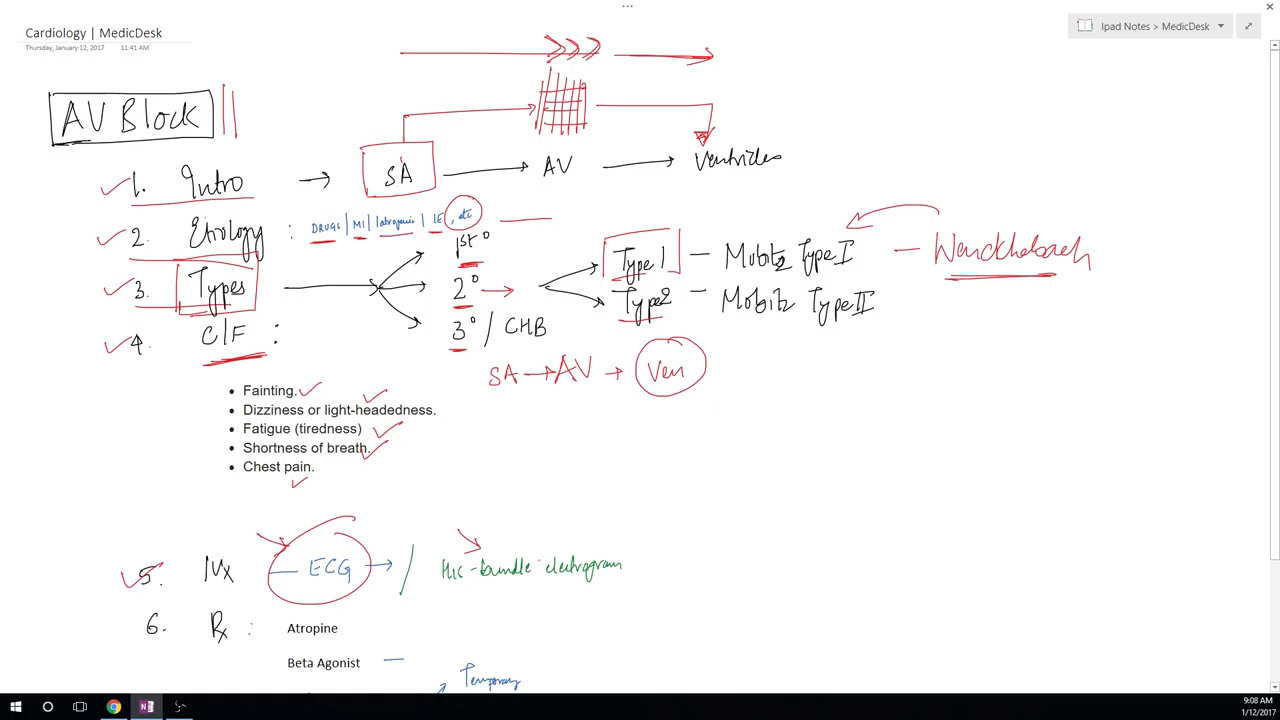 Cardiology | MedicDesk
Thursday, January 12, 2017 11:41 AM
Ipad Notes > MedicDesk
AV Block
1. Intro → SA → AV → Ventricles
2. Etiology : DRUGS | MI | Iatrogenic | IE, etc
3. Types
1st°
2°
3° / CHB
Type 1 — Mobitz Type I — Wenckhebach
Type 2 — Mobitz Type II
4. C/F :
SA → AV → Ven
• Fainting.
• Dizziness or light-headedness.
• Fatigue (tiredness)
• Shortness of breath.
• Chest pain.
5. IVx — ECG → / His-bundle electrogram
6. Rx : Atropine
Beta Agonist —
Temporary
9:08 AM
1/12/2017